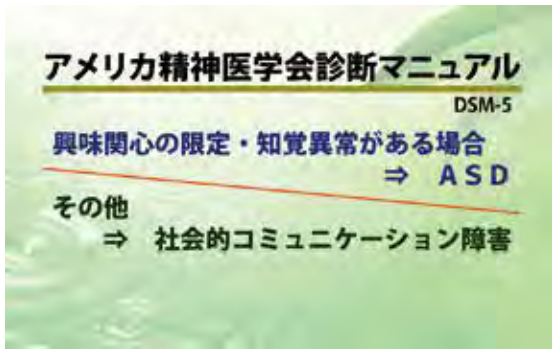 アメリカ精神医学会診断マニュアル
DSM-5
興味関心の限定・知覚異常がある場合
⇒ ASD
その他
⇒ 社会的コミュニケーション障害